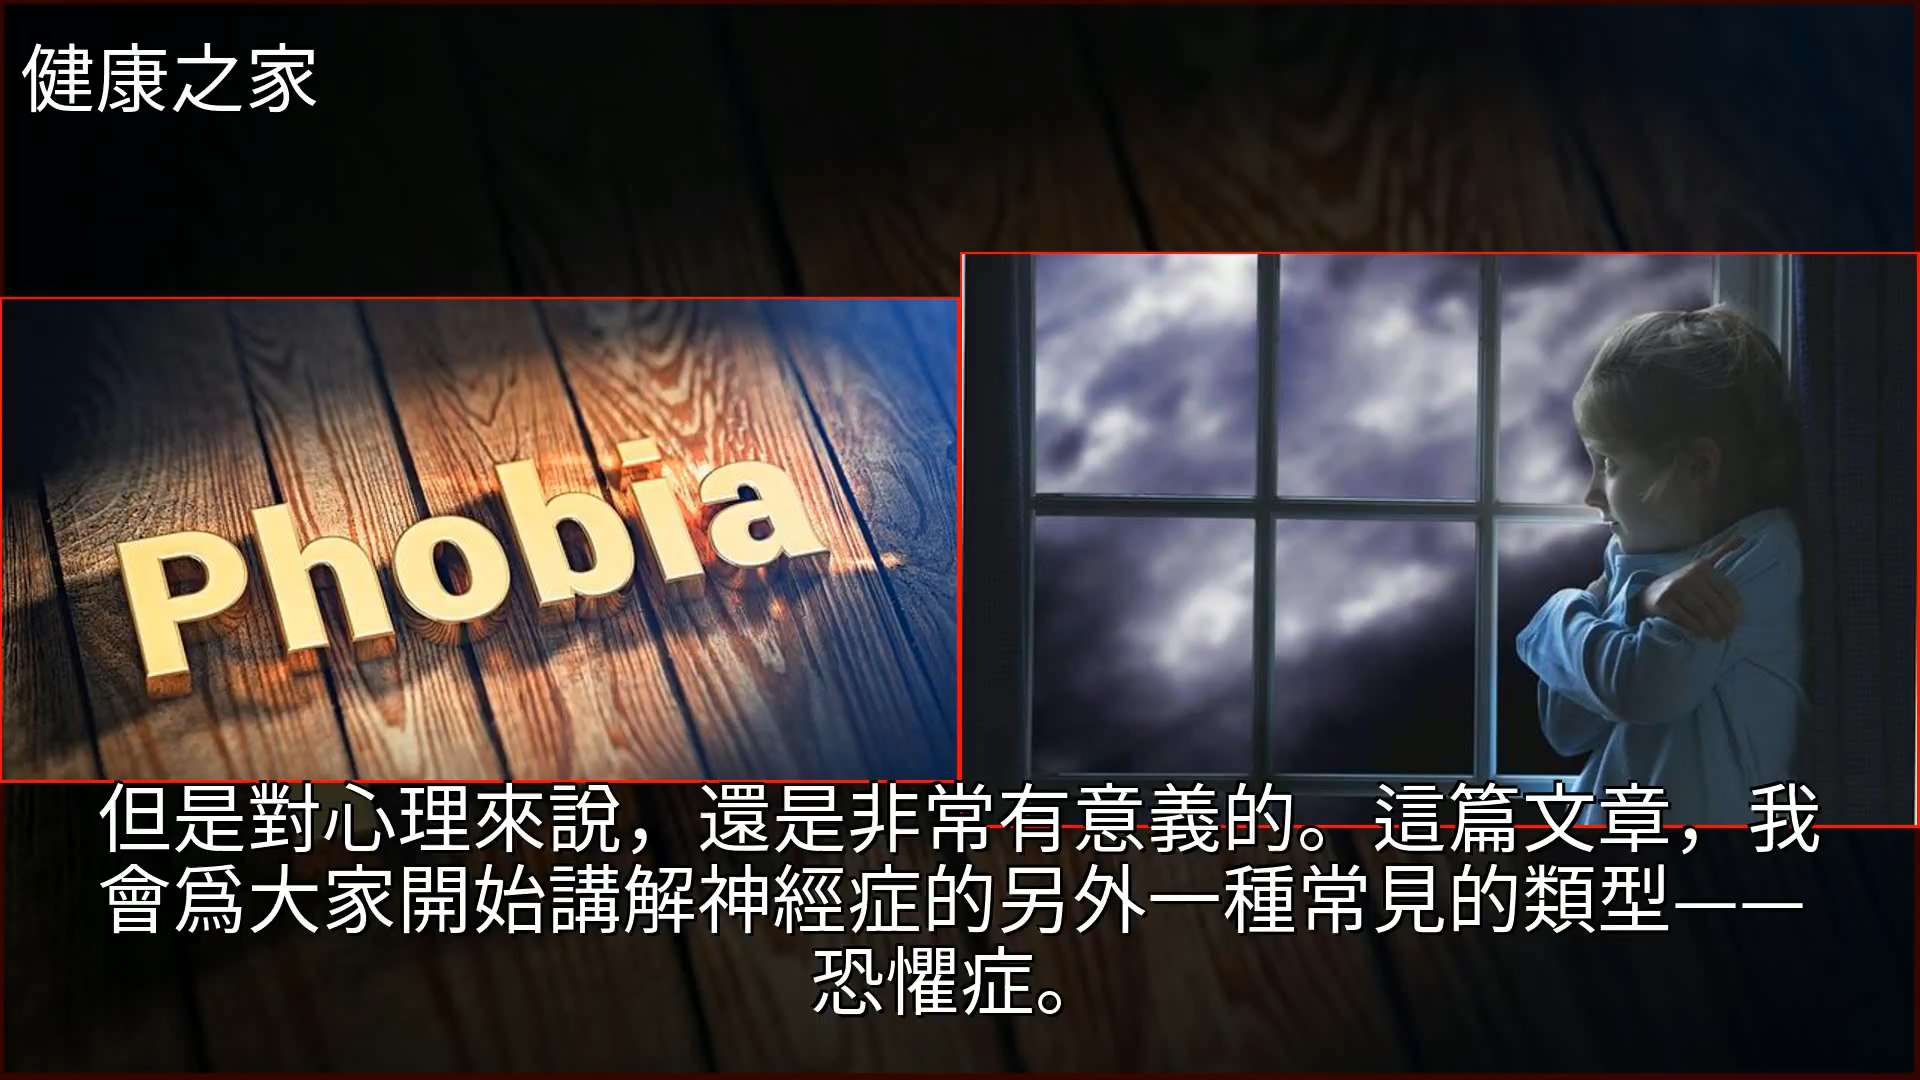 健康之家
Phobia
但是對心理來說，還是非常有意義的。這篇文章，我
會爲大家開始講解神經症的另外一種常見的類型——
恐懼症。